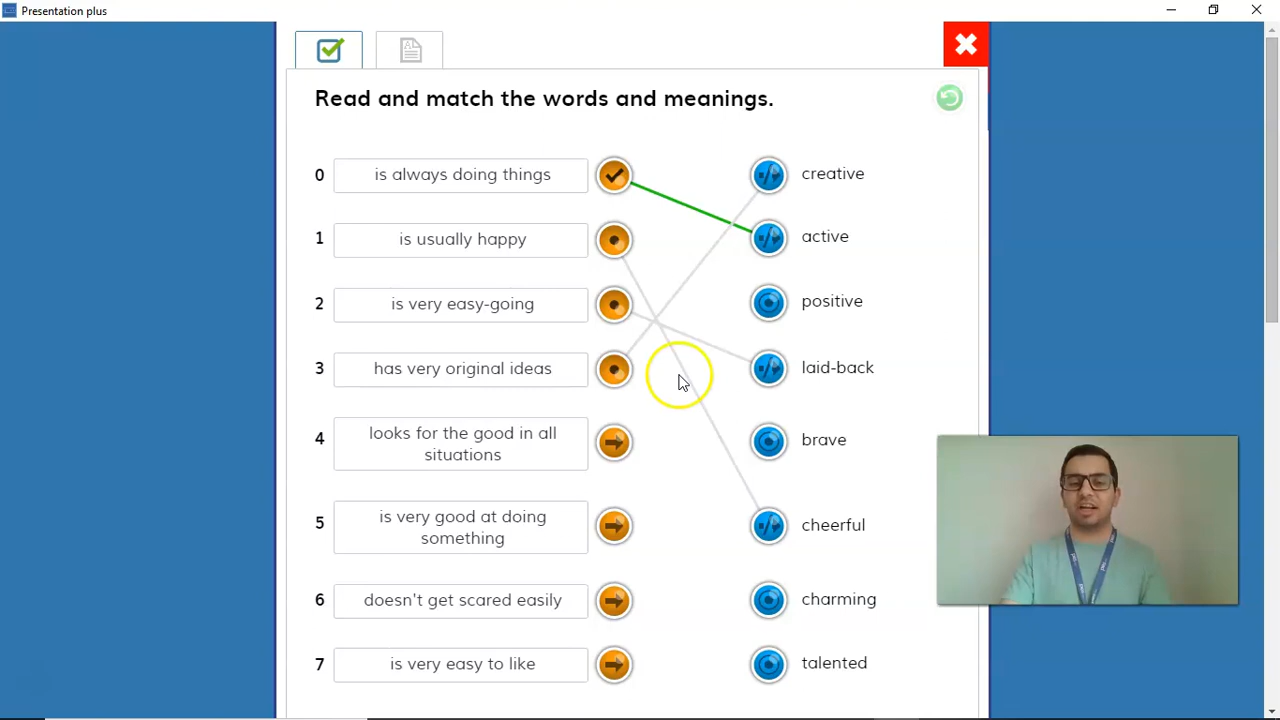 Presentation plus
Read and match the words and meanings.
0 is always doing things creative
1 is usually happy active
2 is very easy-going positive
3 has very original ideas laid-back
4 looks for the good in all
situations brave
5 is very good at doing
something cheerful
6 doesn't get scared easily charming
7 is very easy to like talented